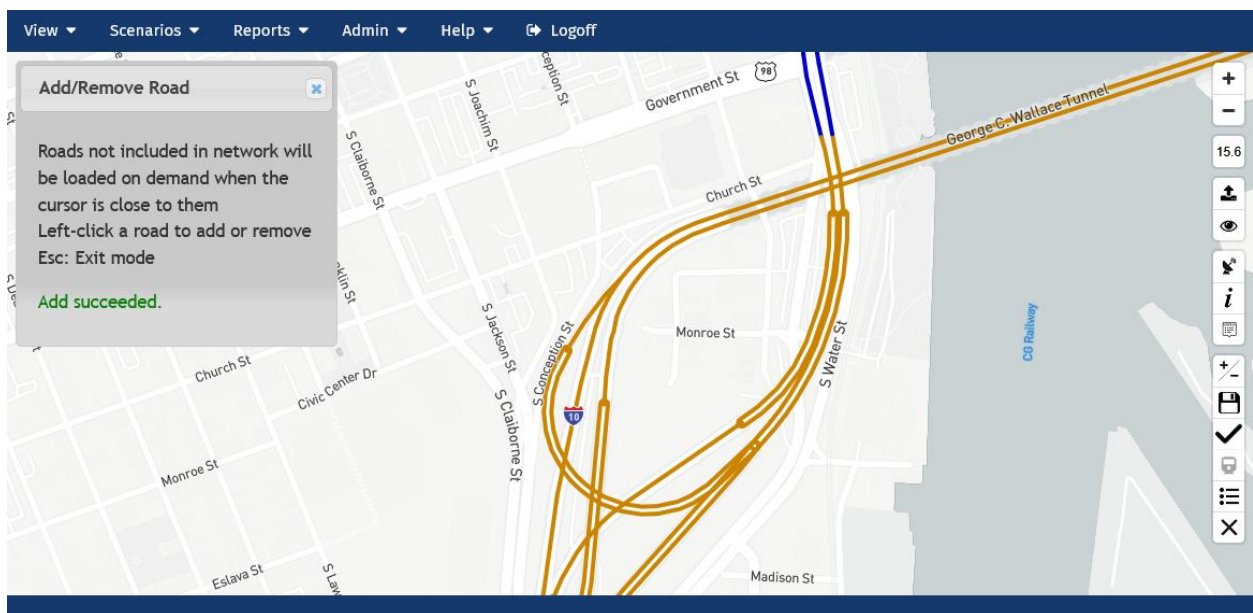 View
Scenarios
Reports
Admin
Help
Logoff
Add/Remove Road
Roads not included in network will
be loaded on demand when the
cursor is close to them
Left-click a road to add or remove
Esc: Exit mode
Add succeeded.
15.6
S Joachim St
Government St
98
George C. Wallace Tunnel
S Claiborne St
Church St
S Jackson St
S Conception St
Monroe St
S Water St
CG Railway
Church St
Civic Center Dr
10
S Claiborne St
Monroe St
Eslava St
Madison St